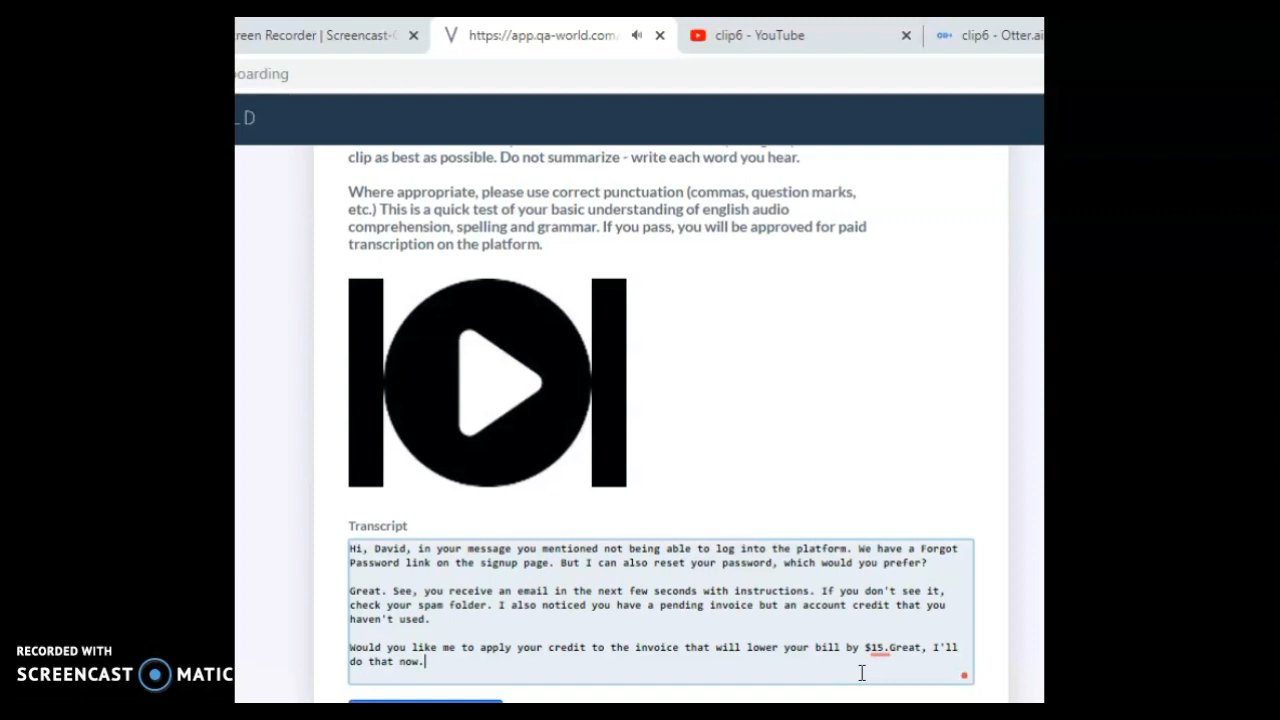 reen Recorder | Screencast-
https://app.qa-world.com
clip6 - YouTube
clip6 - Otter.ai
oarding
LD
clip as best as possible. Do not summarize - write each word you hear.
Where appropriate, please use correct punctuation (commas, question marks,
etc.) This is a quick test of your basic understanding of english audio
comprehension, spelling and grammar. If you pass, you will be approved for paid
transcription on the platform.
Transcript
Hi, David, in your message you mentioned not being able to log into the platform. We have a Forgot
Password link on the signup page. But I can also reset your password, which would you prefer?
Great. See, you receive an email in the next few seconds with instructions. If you don't see it,
check your spam folder. I also noticed you have a pending invoice but an account credit that you
haven't used.
Would you like me to apply your credit to the invoice that will lower your bill by $15.Great, I'll
do that now.
RECORDED WITH
SCREENCAST MATIC